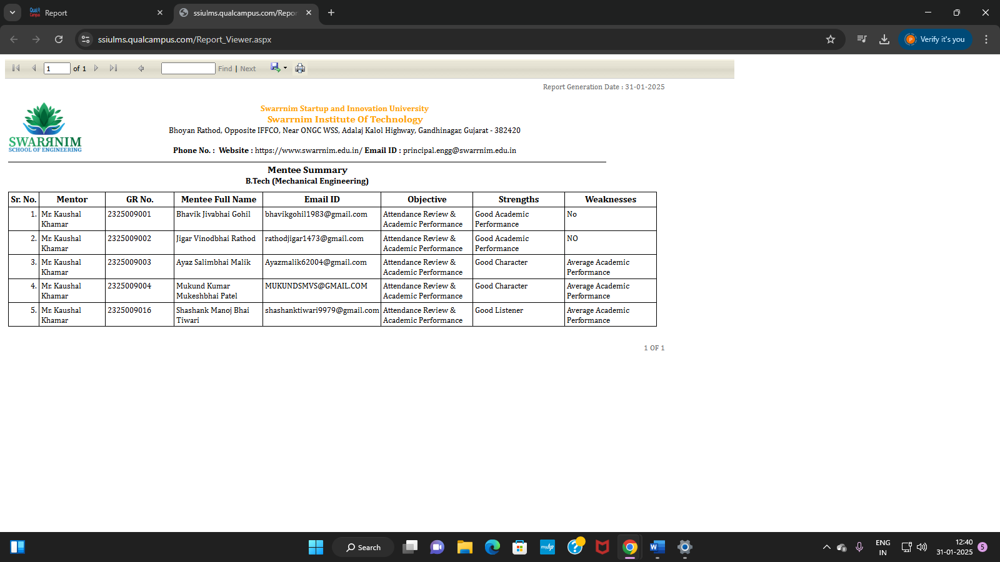 Qual Campus Report
ssiulms.qualcampus.com/Repor
ssiulms.qualcampus.com/Report_Viewer.aspx
Verify it's you
1 of 1 Find | Next
Report Generation Date : 31-01-2025
SWARRNIM
SCHOOL OF ENGINEERING
Swarrnim Startup and Innovation University
Swarrnim Institute Of Technology
Bhoyan Rathod, Opposite IFFCO, Near ONGC WSS, Adalaj Kalol Highway, Gandhinagar, Gujarat - 382420
Phone No. : Website : https://www.swarrnim.edu.in/ Email ID : principal.engg@swarrnim.edu.in
Mentee Summary
B.Tech (Mechanical Engineering)
Sr. No. Mentor GR No. Mentee Full Name Email ID Objective Strengths Weaknesses
1. Mr. Kaushal 2325009001 Bhavik Jivabhai Gohil bhavikgohil1983@gmail.com Attendance Review & Good Academic No
Khamar Academic Performance Performance
2. Mr. Kaushal 2325009002 Jigar Vinodbhai Rathod rathodjigar1473@gmail.com Attendance Review & Good Academic NO
Khamar Academic Performance Performance
3. Mr. Kaushal 2325009003 Ayaz Salimbhai Malik Ayazmalik62004@gmail.com Attendance Review & Good Character Average Academic
Khamar Academic Performance Performance
4. Mr. Kaushal 2325009004 Mukund Kumar MUKUNDSMVS@GMAIL.COM Attendance Review & Good Character Average Academic
Khamar Mukeshbhai Patel Academic Performance Performance
5. Mr. Kaushal 2325009016 Shashank Manoj Bhai shashanktiwari9979@gmail.com Attendance Review & Good Listener Average Academic
Khamar Tiwari Academic Performance Performance
1 OF 1
Search
myhp
ENG
IN
12:40
31-01-2025
5